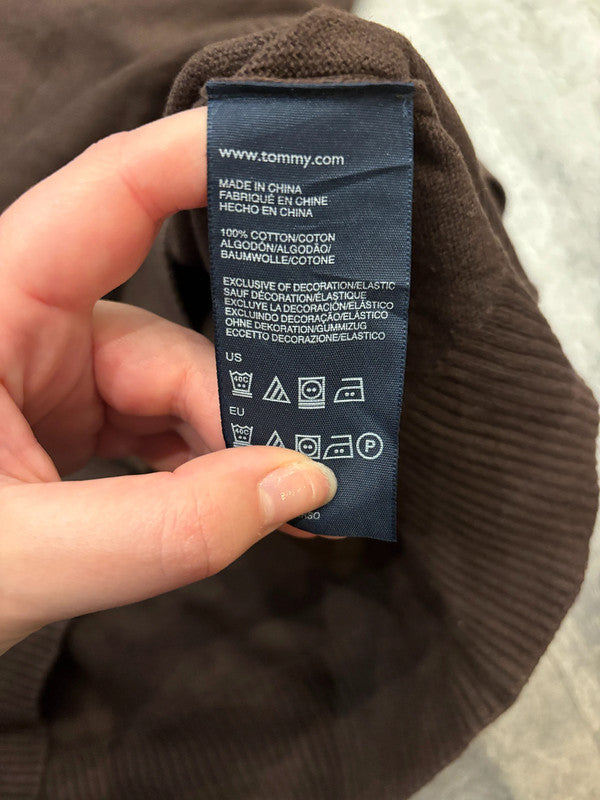 www.tommy.com
MADE IN CHINA
FABRIQUÉ EN CHINE
HECHO EN CHINA
100% COTTON/COTON
ALGODÓN/ALGODÃO/
BAUMWOLLE/COTONE
EXCLUSIVE OF DECORATION/ELASTIC
SAUF DÉCORATION/ÉLASTIQUE
EXCLUYE LA DECORACIÓN/ELÁSTICO
EXCLUINDO DECORAÇÃO/ELÁSTICO
OHNE DEKORATION/GUMMIZUG
ECCETTO DECORAZIONE/ELASTICO
US
40C
EU
40C P